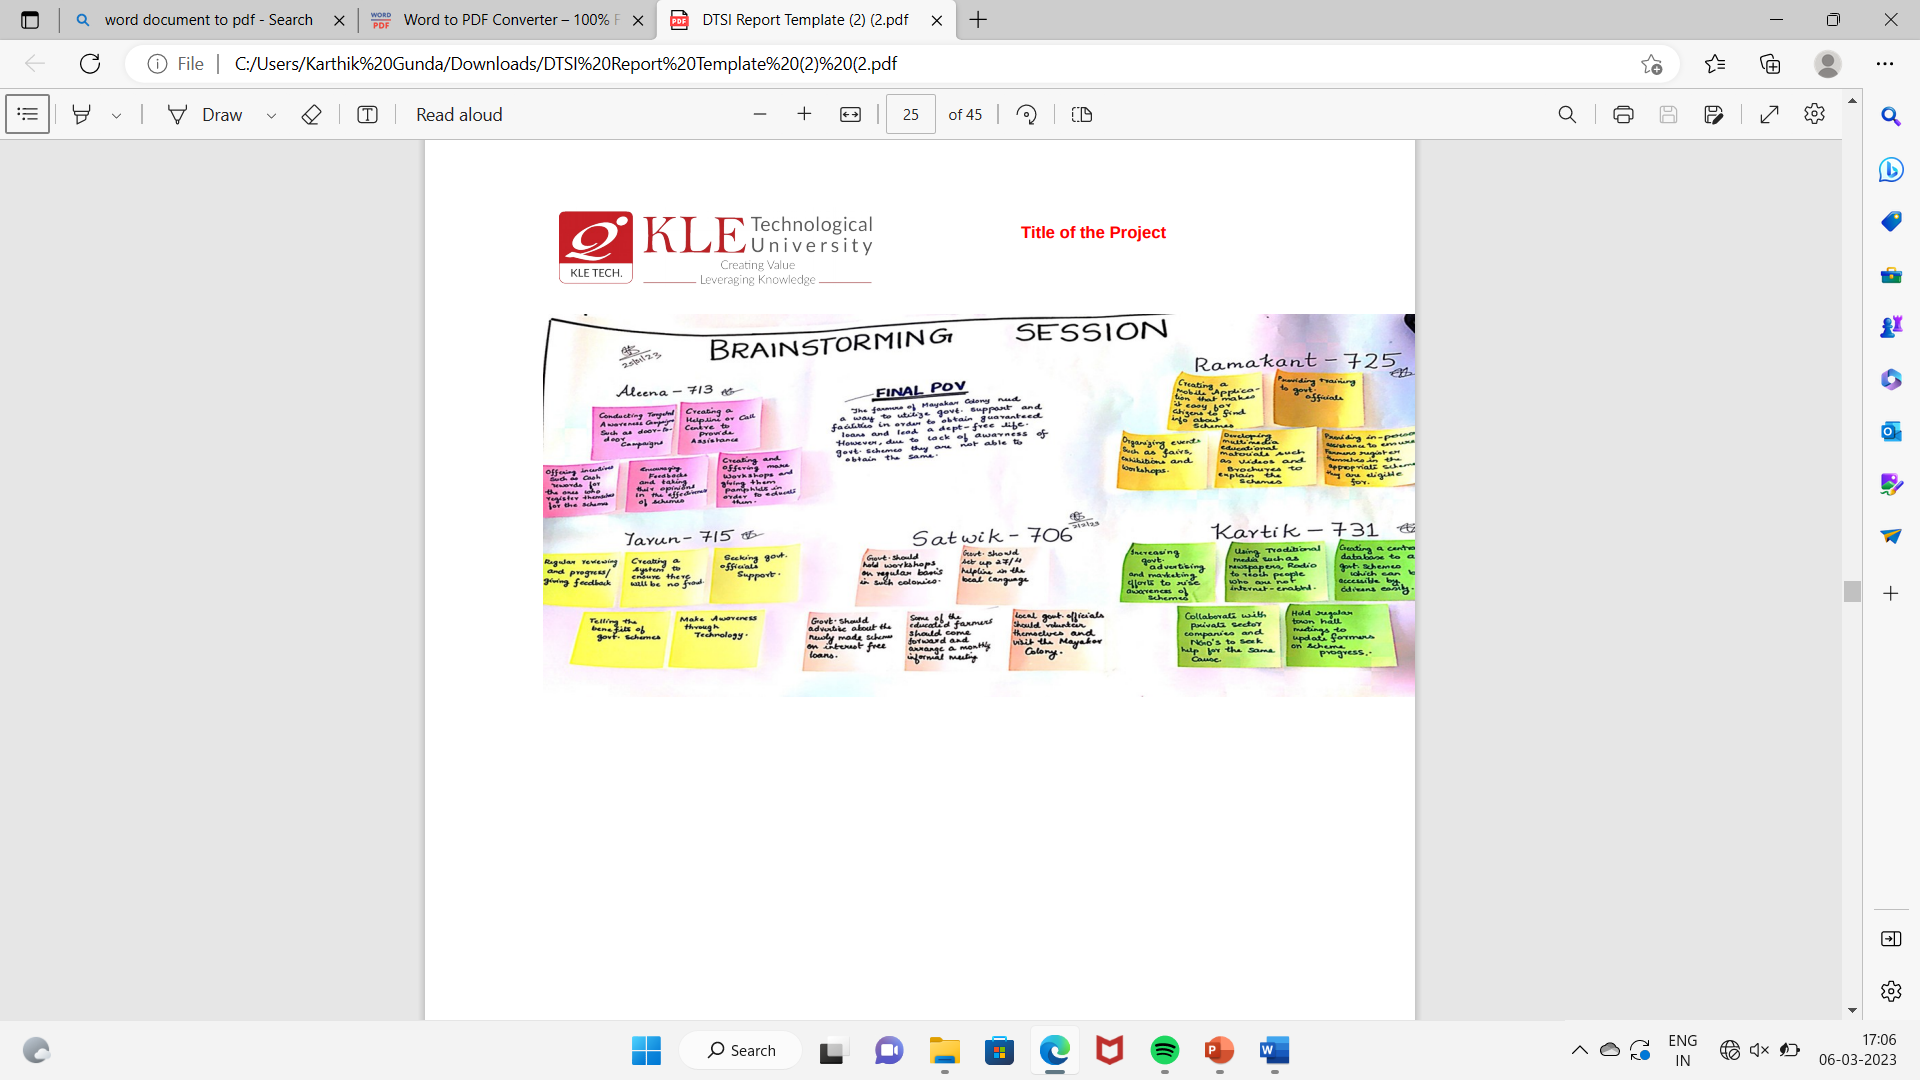 word document to pdf - Search
Word to PDF Converter – 100% F
DTSI Report Template (2) (2.pdf
File
C:/Users/Karthik%20Gunda/Downloads/DTSI%20Report%20Template%20(2)%20(2.pdf
Draw
Read aloud
25
of 45
KLE TECH.
KLE Technological
University
Creating Value
Leveraging Knowledge
Title of the Project
BRAINSTORMING SESSION
25/01/23
Aleena - 713
Conducting Targeted
Awareness Campaigns
Such as door-to-
door
Campaigns
Creating a
Helpline or Call
Centre to
Provide
Assistance
Offering incentives
Such as Cash
rewards for
the ones who
register themselves
for the scheme
Encouraging
Feedbacks
and taking
their opinions
in the effectiveness
of schemes
Creating and
offering more
workshops and
giving them
pamphlets in
order to educate
them.
FINAL POV
The farmers of Mayakar Colony need
a way to utilize govt. support and
facilities in order to obtain guaranteed
loans and lead a dept-free life.
However, due to lack of awarness of
govt. schemes they are not able to
obtain the same.
Ramakant - 725
Creating a
Mobile Applica-
tion that makes
it easy for
citizens to find
info about
Schemes
Providing training
to govt.
officials
Organizing events
Such as fairs,
exhibitions and
workshops.
Developing
multimedia
educational
materials such
as Videos and
Brochures to
explain the
Schemes
Providing in-person
assistance to ensure
Farmers register
themselves in the
appropriate scheme
they are eligible
for.
Tarun - 715
Regular reviewing
and progress/
giving feedback
Creating a
system to
ensure there
will be no fraud
Seeking govt.
officials
Support.
Telling the
benefits of
govt. schemes
Make Awareness
through
Technology.
Satwik - 706
Govt. should
hold workshops
on regular basis
in such colonies.
Govt. should
set up 27/4
helpline in the
local language
Govt. should
advertise about the
newly made scheme
on interest free
loans.
Some of the
educated farmers
should come
forward and
arrange a monthly
informal meeting
Local govt. officials
should volunteer
themselves and
visit the Mayakar
Colony.
Kartik - 731
Increasing
govt.
advertising
and marketing
efforts to rise
awareness of
Schemes
Using Traditional
media such as
newspapers, Radio
to reach people
who are not
internet-enabled.
Creating a centra
database to a
govt. Schemes
which can b
accessible by
citizens easily.
Collaborate with
private sector
companies and
NGO's to seek
help for the same
cause.
Hold regular
town hall
meetings to
update farmers
on scheme
progress.
Search
ENG
IN
17:06
06-03-2023